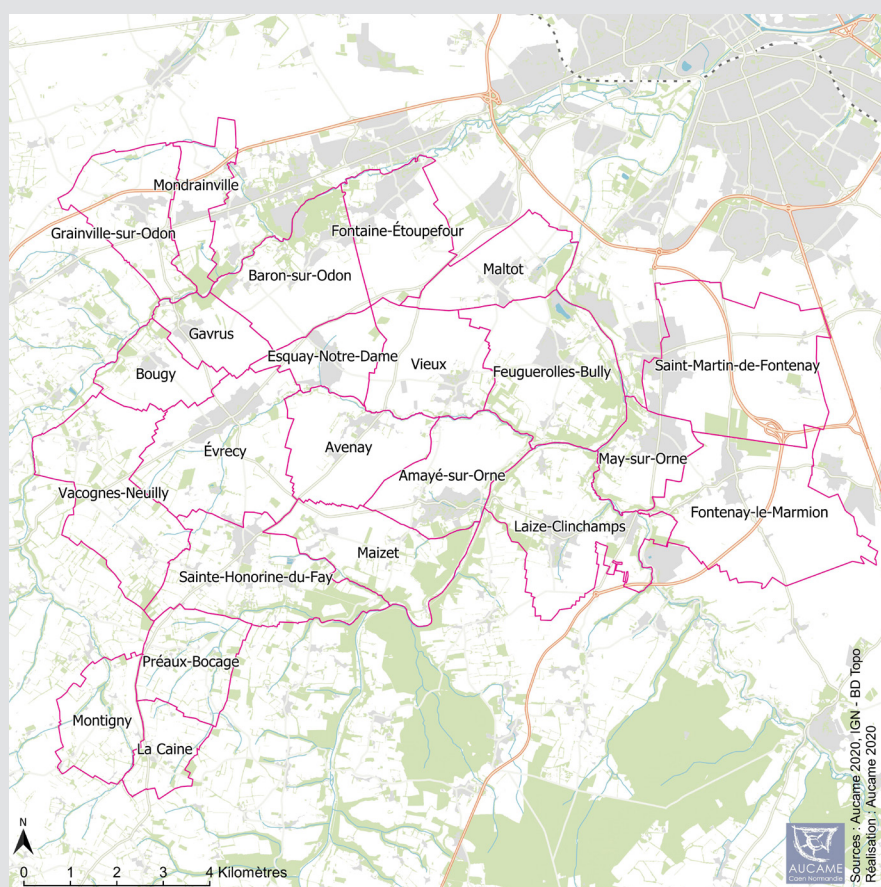 Mondrainville
Grainville-sur-Odon
Fontaine-Étoupefour
Baron-sur-Odon
Maltot
Gavrus
Esquay-Notre-Dame
Vieux
Bougy
Feuguerolles-Bully
Saint-Martin-de-Fontenay
Évrecy
Avenay
May-sur-Orne
Amayé-sur-Orne
Vacognes-Neuilly
Fontenay-le-Marmion
Laize-Clinchamps
Maizet
Sainte-Honorine-du-Fay
Préaux-Bocage
Montigny
La Caine
N
0 1 2 4 Kilomètres
AUCAME
Caen Normandie
Sources : Aucame 2020, IGN - BD Topo
Réalisation : Aucame 2020